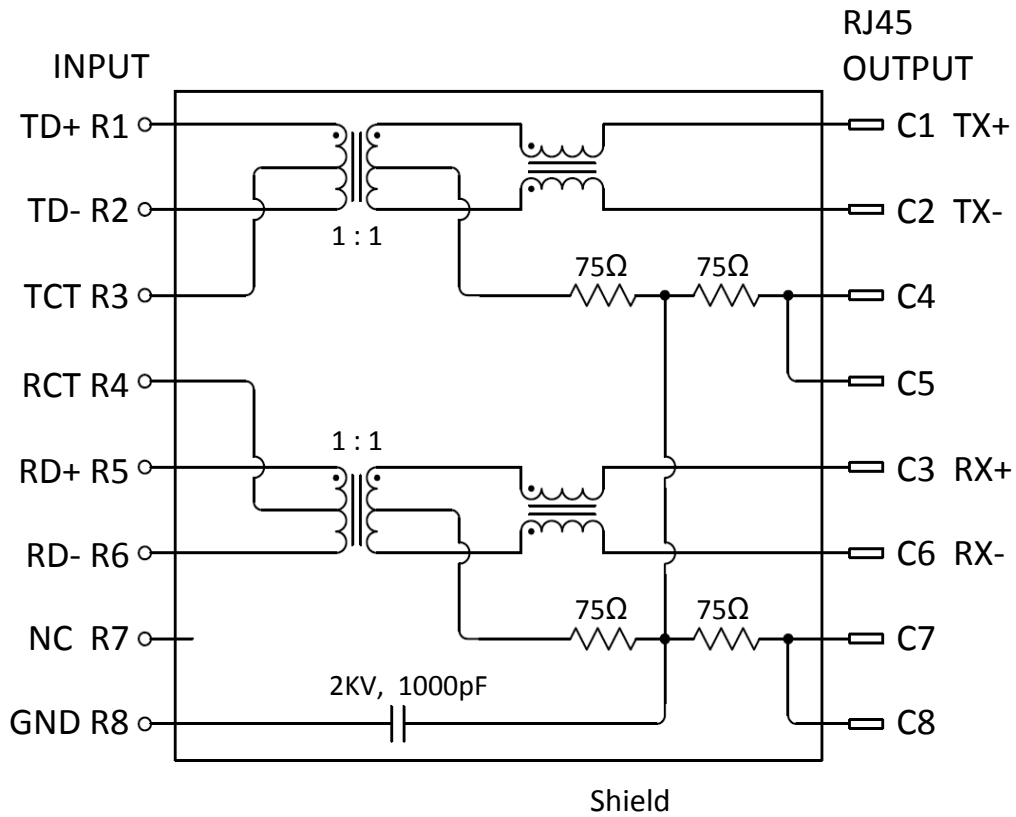 RJ45
INPUT
OUTPUT
TD+ R1
C1 TX+
TD- R2
C2 TX-
1 : 1
75Ω
75Ω
TCT R3
C4
RCT R4
C5
1 : 1
RD+ R5
C3 RX+
RD- R6
C6 RX-
75Ω
75Ω
NC R7
C7
2KV, 1000pF
GND R8
C8
Shield